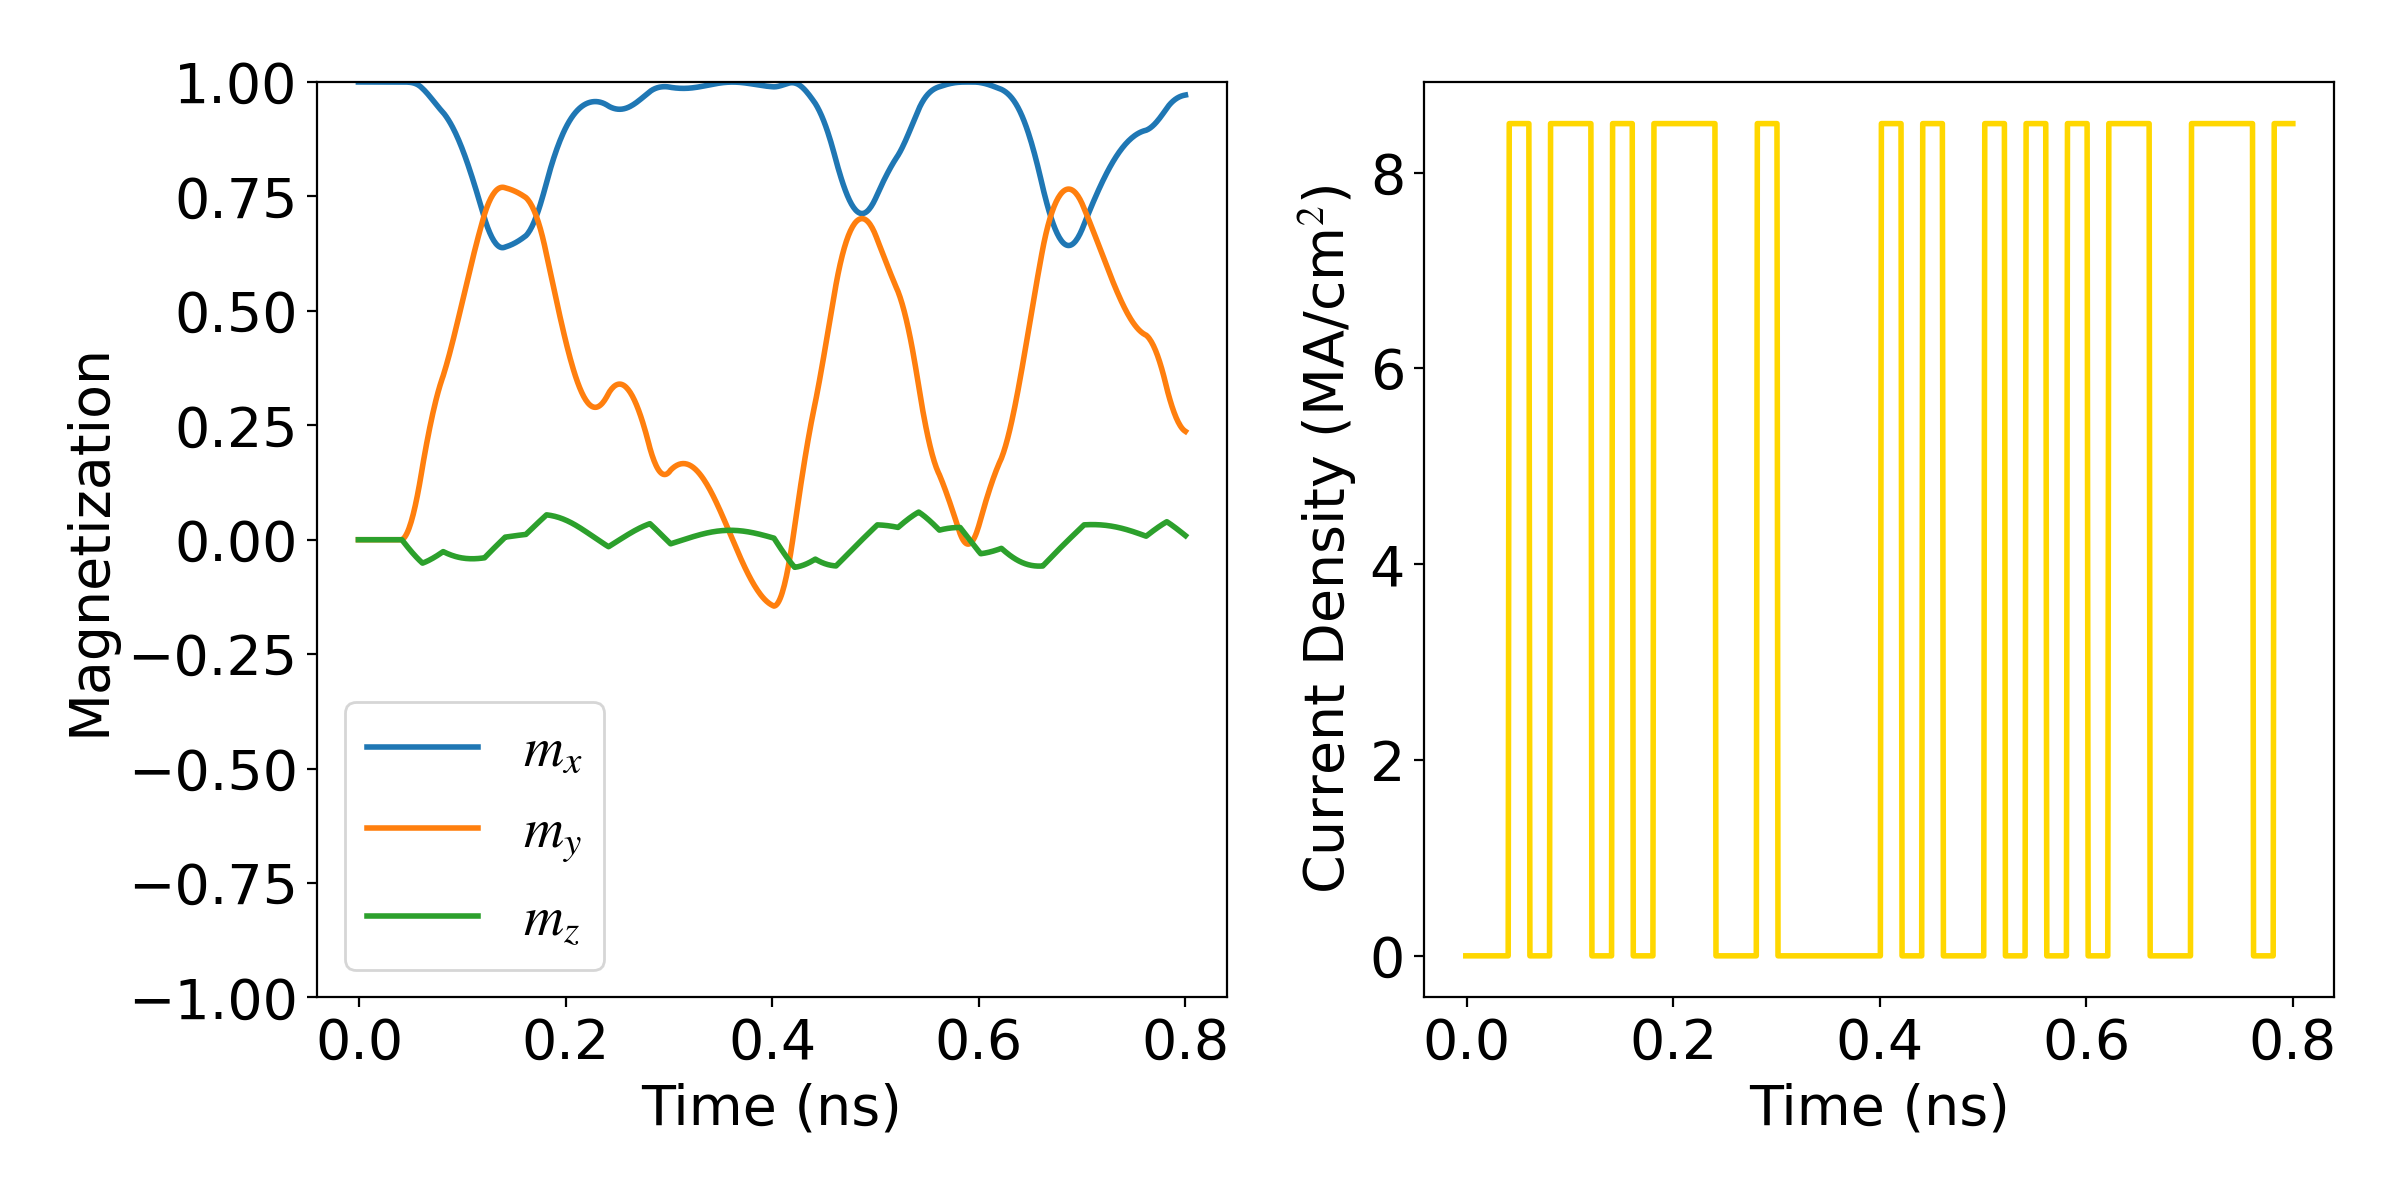 1.00
0.75
0.50
0.25
0.00
−0.25
−0.50
−0.75
−1.00
Magnetization
m_x
m_y
m_z
0.0 0.2 0.4 0.6 0.8
Time (ns)
8
6
4
2
0
Current Density (MA/cm²)
0.0 0.2 0.4 0.6 0.8
Time (ns)